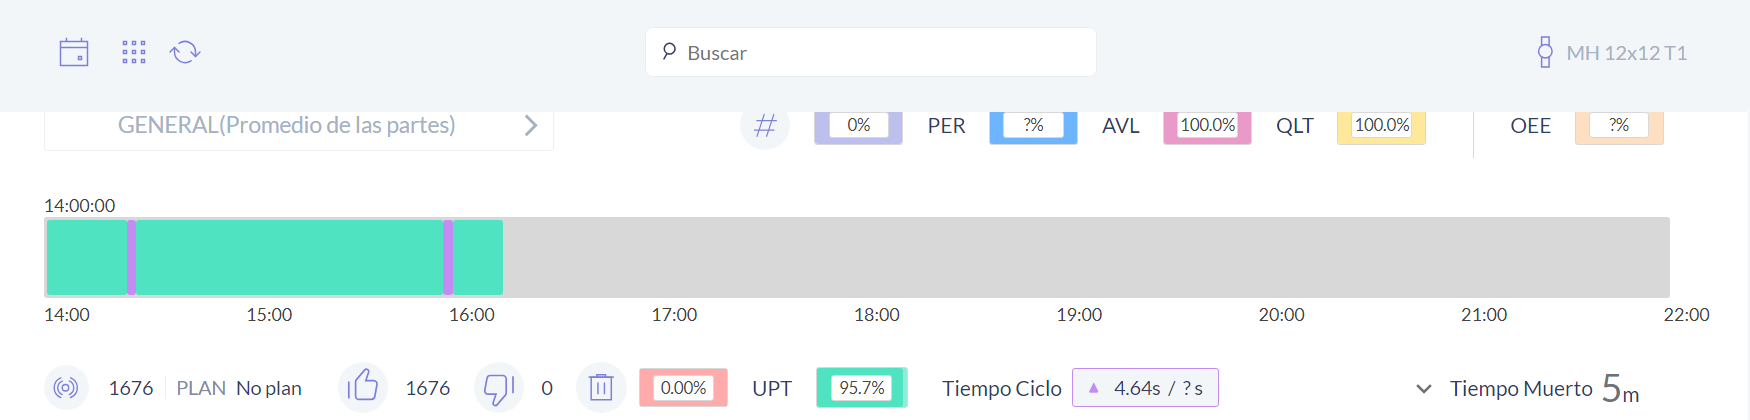 Buscar
MH 12x12 T1
GENERAL(Promedio de las partes)
# 0% PER ?% AVL 100.0% QLT 100.0% OEE ?%
14:00:00
14:00 15:00 16:00 17:00 18:00 19:00 20:00 21:00 22:00
1676 PLAN No plan 1676 0 0.00% UPT 95.7% Tiempo Ciclo 4.64s / ? s Tiempo Muerto 5m